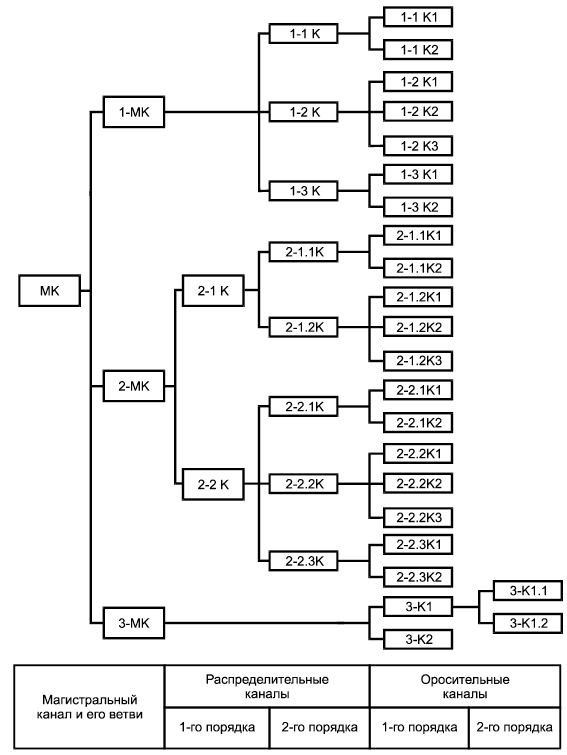 1-1 К1
1-1 К
1-1 К2
1-2 К1
1-МК
1-2 К
1-2 К2
1-2 К3
1-3 К1
1-3 К
1-3 К2
2-1.1К1
2-1.1К
2-1.1К2
МК
2-1 К
2-1.2К1
2-1.2К
2-1.2К2
2-1.2К3
2-МК
2-2.1К1
2-2.1К
2-2.1К2
2-2.2К1
2-2 К
2-2.2К
2-2.2К2
2-2.2К3
2-2.3К1
2-2.3К
2-2.3К2
3-К1.1
3-К1
3-МК
3-К1.2
3-К2
Магистральный
канал и его ветви
Распределительные
каналы
Оросительные
каналы
1-го порядка
2-го порядка
1-го порядка
2-го порядка